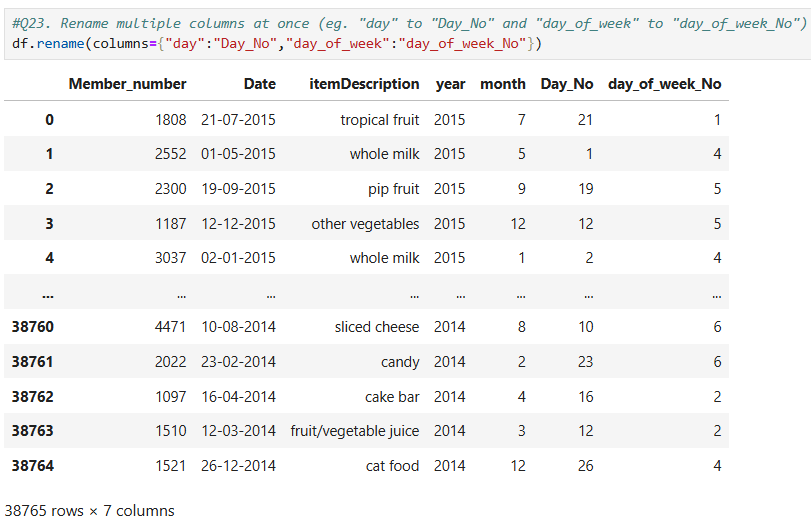 #Q23. Rename multiple columns at once (eg. "day" to "Day_No" and "day_of_week" to "day_of_week_No")
df.rename(columns={"day":"Day_No","day_of_week":"day_of_week_No"})
Member_number Date itemDescription year month Day_No day_of_week_No
0 1808 21-07-2015 tropical fruit 2015 7 21 1
1 2552 01-05-2015 whole milk 2015 5 1 4
2 2300 19-09-2015 pip fruit 2015 9 19 5
3 1187 12-12-2015 other vegetables 2015 12 12 5
4 3037 02-01-2015 whole milk 2015 1 2 4
... ... ... ... ... ... ... ...
38760 4471 10-08-2014 sliced cheese 2014 8 10 6
38761 2022 23-02-2014 candy 2014 2 23 6
38762 1097 16-04-2014 cake bar 2014 4 16 2
38763 1510 12-03-2014 fruit/vegetable juice 2014 3 12 2
38764 1521 26-12-2014 cat food 2014 12 26 4
38765 rows × 7 columns